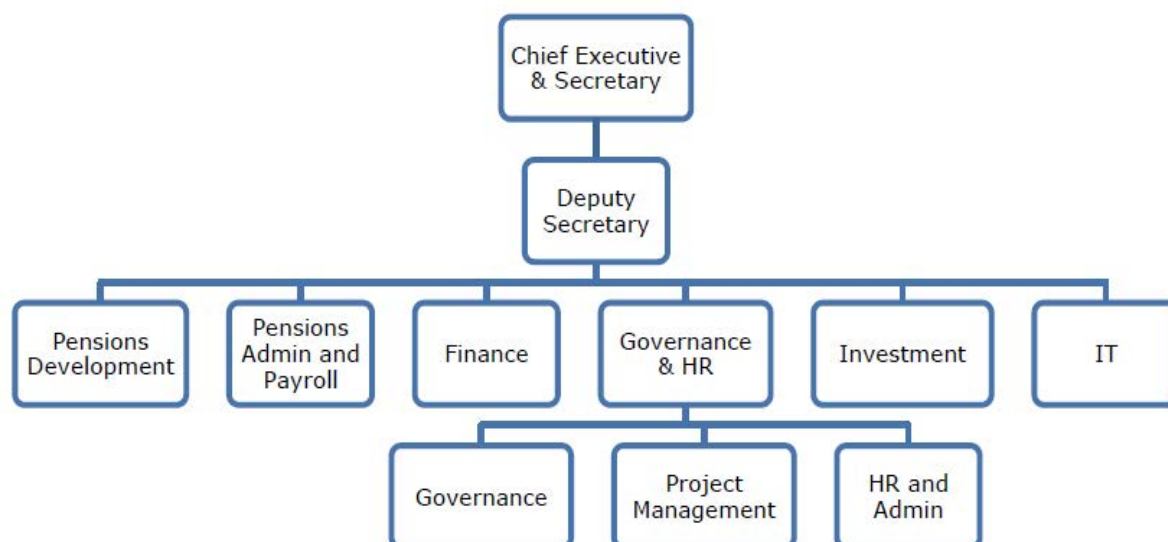 Chief Executive
& Secretary
Deputy
Secretary
Pensions
Development
Pensions
Admin and
Payroll
Finance
Governance
& HR
Investment
IT
Governance
Project
Management
HR and
Admin